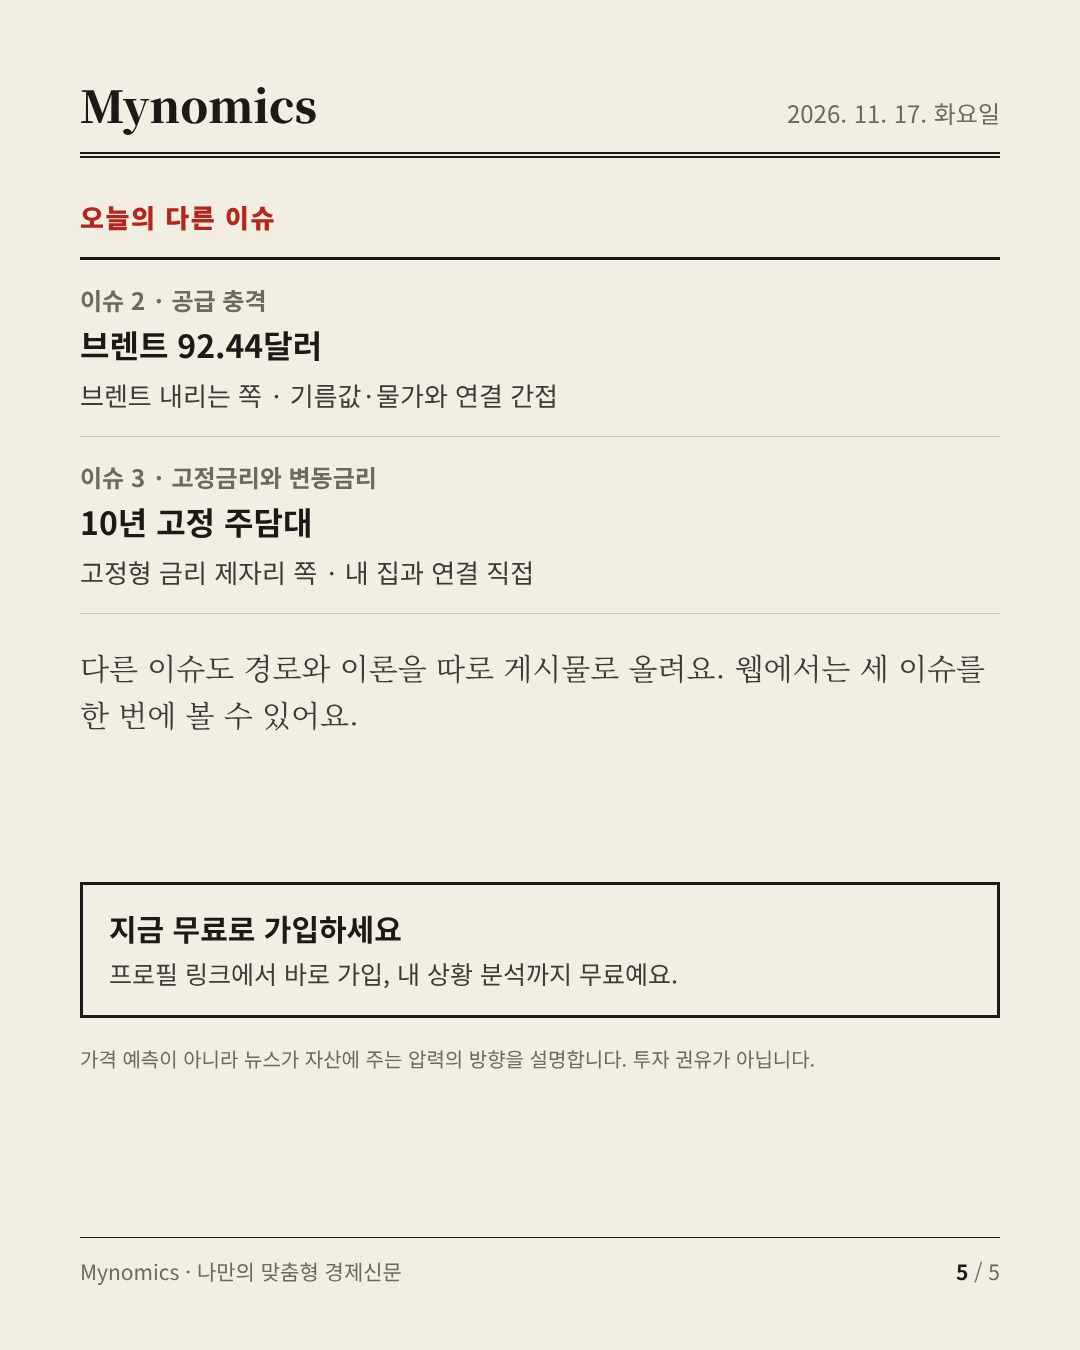 Mynomics
2026. 11. 17. 화요일
오늘의 다른 이슈
이슈 2 · 공급 충격
브렌트 92.44달러
브렌트 내리는 쪽 · 기름값·물가와 연결 간접
이슈 3 · 고정금리와 변동금리
10년 고정 주담대
고정형 금리 제자리 쪽 · 내 집과 연결 직접
다른 이슈도 경로와 이론을 따로 게시물로 올려요. 웹에서는 세 이슈를
한 번에 볼 수 있어요.
지금 무료로 가입하세요
프로필 링크에서 바로 가입, 내 상황 분석까지 무료예요.
가격 예측이 아니라 뉴스가 자산에 주는 압력의 방향을 설명합니다. 투자 권유가 아닙니다.
Mynomics · 나만의 맞춤형 경제신문
5 / 5